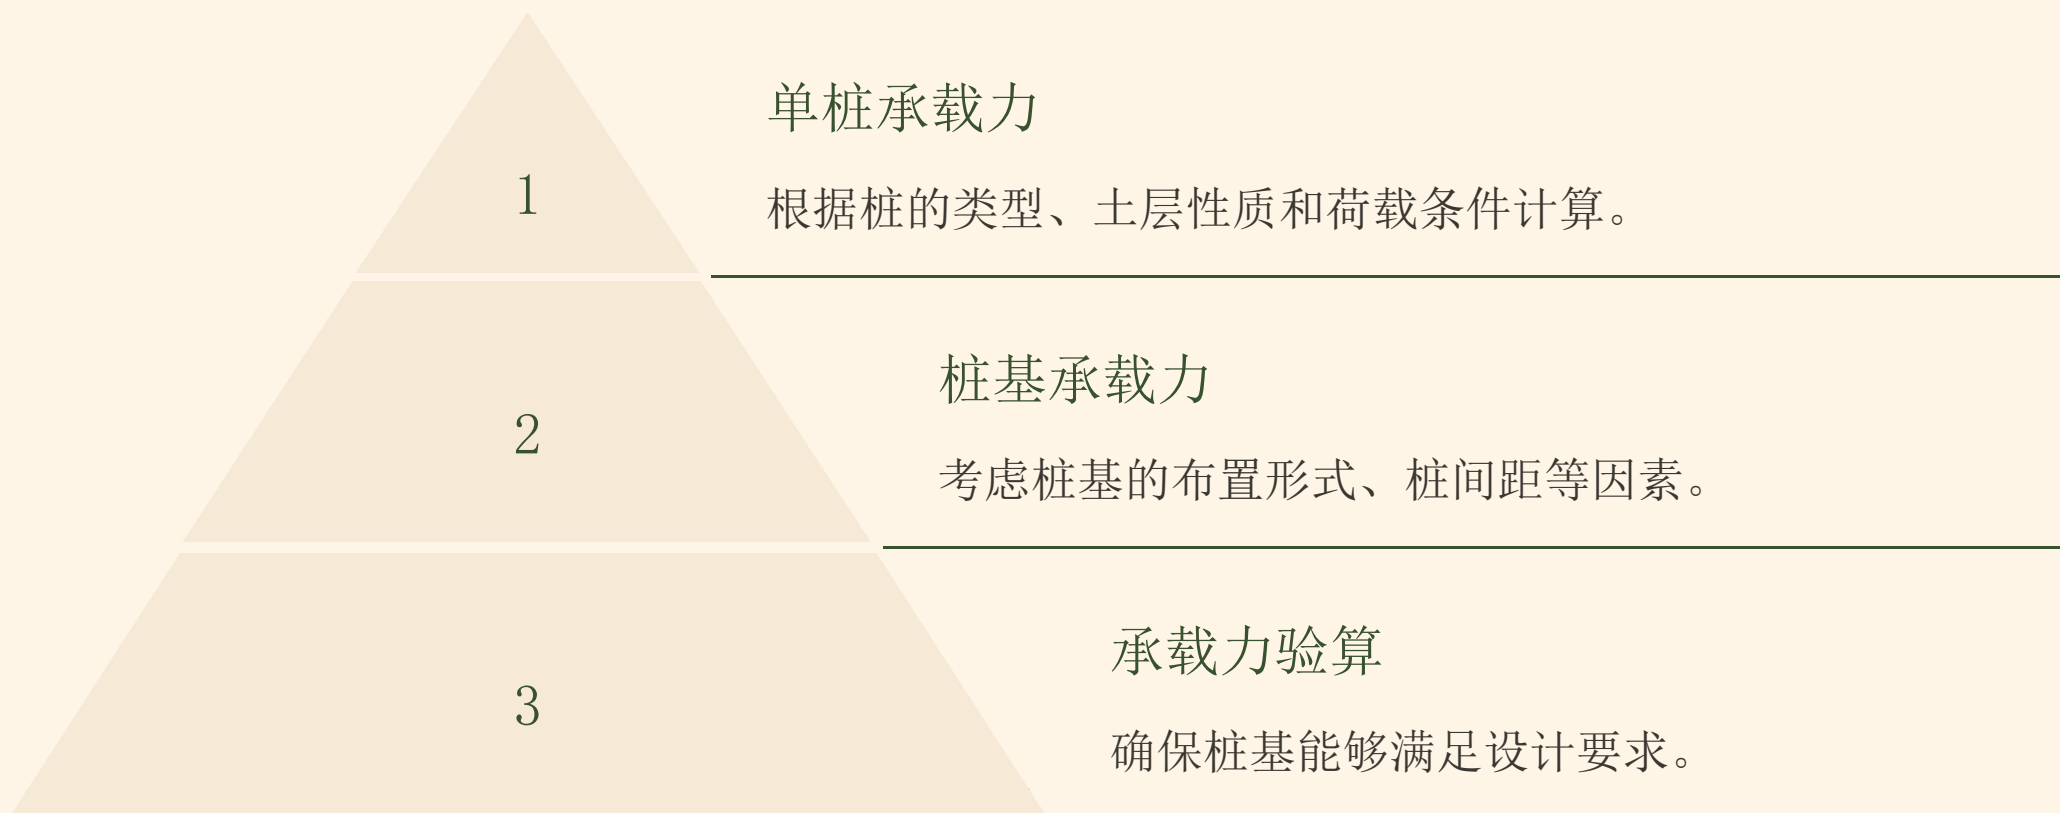 1
单桩承载力
根据桩的类型、土层性质和荷载条件计算。
2
桩基承载力
考虑桩基的布置形式、桩间距等因素。
3
承载力验算
确保桩基能够满足设计要求。